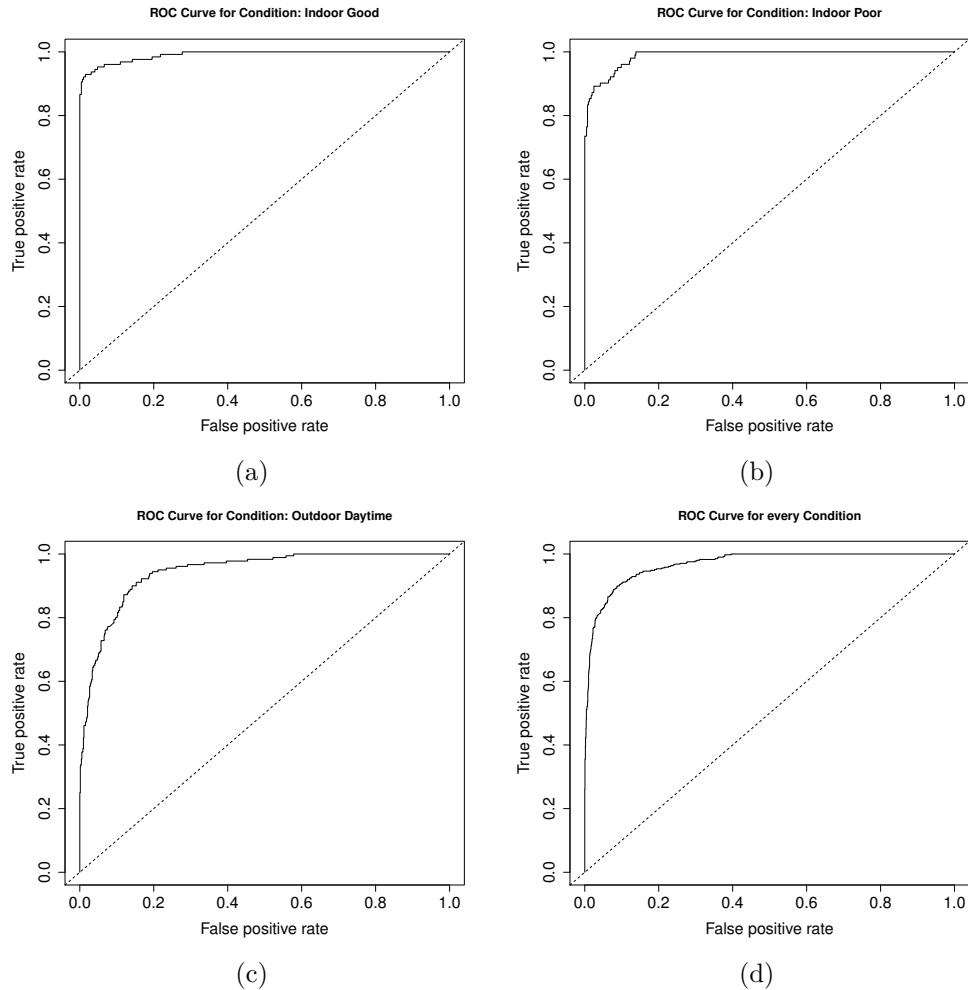 ROC Curve for Condition: Indoor Good
True positive rate
0.0 0.2 0.4 0.6 0.8 1.0
0.0 0.2 0.4 0.6 0.8 1.0
False positive rate
(a)
ROC Curve for Condition: Indoor Poor
True positive rate
0.0 0.2 0.4 0.6 0.8 1.0
0.0 0.2 0.4 0.6 0.8 1.0
False positive rate
(b)
ROC Curve for Condition: Outdoor Daytime
True positive rate
0.0 0.2 0.4 0.6 0.8 1.0
0.0 0.2 0.4 0.6 0.8 1.0
False positive rate
(c)
ROC Curve for every Condition
True positive rate
0.0 0.2 0.4 0.6 0.8 1.0
0.0 0.2 0.4 0.6 0.8 1.0
False positive rate
(d)